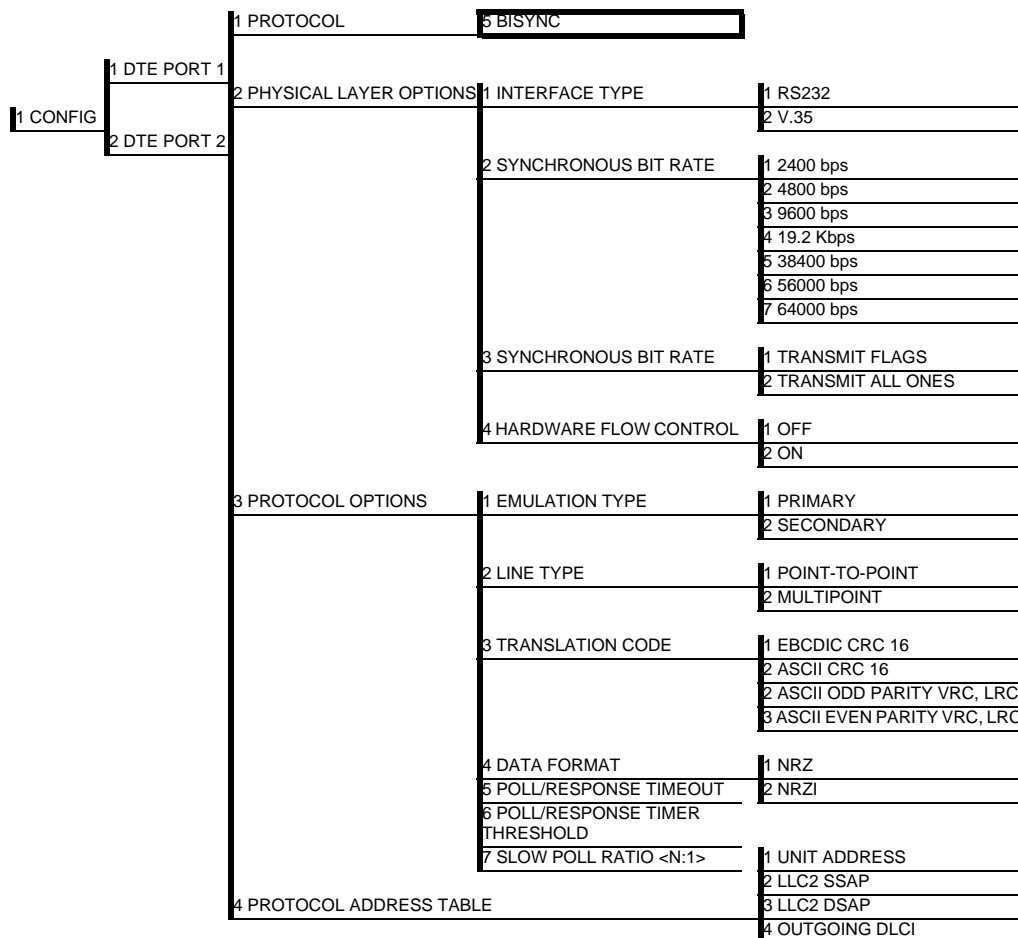 1 PROTOCOL
5 BISYNC
1 DTE PORT 1
2 PHYSICAL LAYER OPTIONS
1 INTERFACE TYPE
1 RS232
1 CONFIG
2 V.35
2 DTE PORT 2
2 SYNCHRONOUS BIT RATE
1 2400 bps
2 4800 bps
3 9600 bps
4 19.2 Kbps
5 38400 bps
6 56000 bps
7 64000 bps
3 SYNCHRONOUS BIT RATE
1 TRANSMIT FLAGS
2 TRANSMIT ALL ONES
4 HARDWARE FLOW CONTROL
1 OFF
2 ON
3 PROTOCOL OPTIONS
1 EMULATION TYPE
1 PRIMARY
2 SECONDARY
2 LINE TYPE
1 POINT-TO-POINT
2 MULTIPOINT
3 TRANSLATION CODE
1 EBCDIC CRC 16
2 ASCII CRC 16
2 ASCII ODD PARITY VRC, LRC
3 ASCII EVEN PARITY VRC, LRC
4 DATA FORMAT
1 NRZ
5 POLL/RESPONSE TIMEOUT
2 NRZI
6 POLL/RESPONSE TIMER
THRESHOLD
7 SLOW POLL RATIO <N:1>
1 UNIT ADDRESS
2 LLC2 SSAP
4 PROTOCOL ADDRESS TABLE
3 LLC2 DSAP
4 OUTGOING DLCI